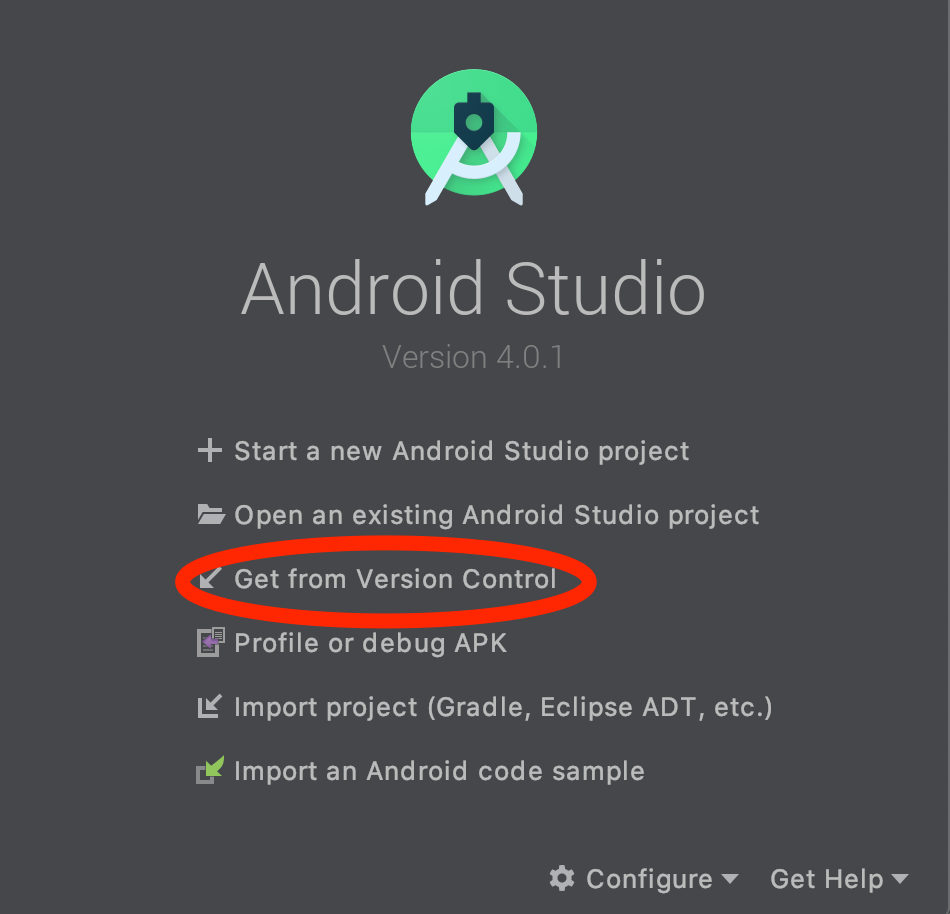 Android Studio
Version 4.0.1
Start a new Android Studio project
Open an existing Android Studio project
Get from Version Control
Profile or debug APK
Import project (Gradle, Eclipse ADT, etc.)
Import an Android code sample
Configure Get Help